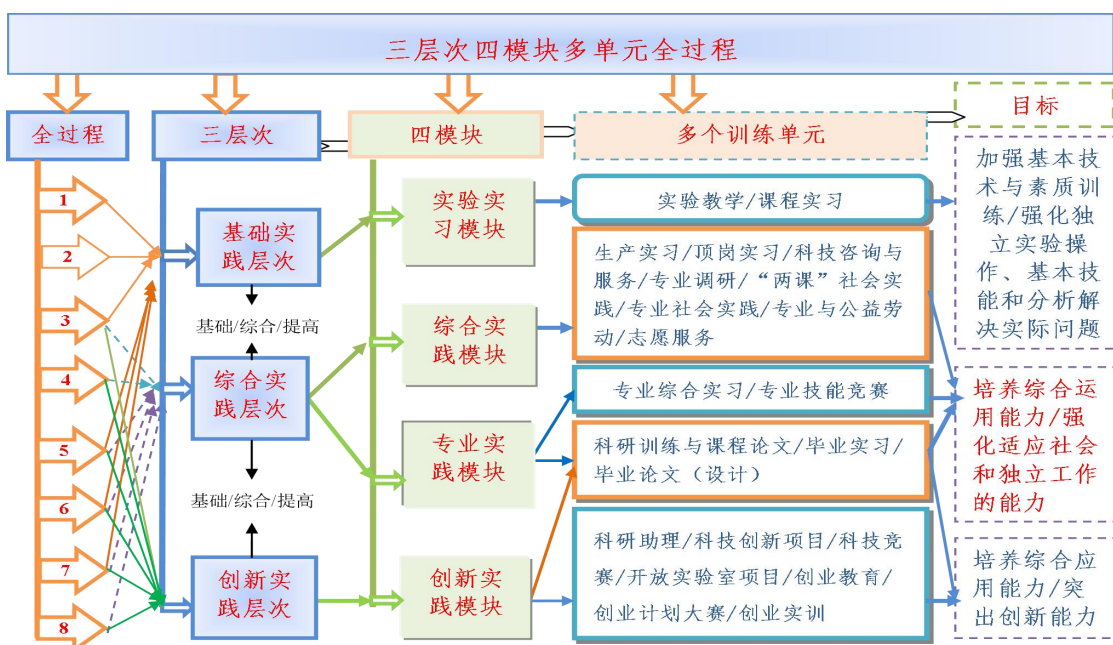 三层次四模块多单元全过程
全过程
三层次
四模块
多个训练单元
目标
1
2
3
4
5
6
7
8
基础实
践层次
基础/综合/提高
综合实
践层次
基础/综合/提高
创新实
践层次
实验实
习模块
综合实
践模块
专业实
践模块
创新实
践模块
实验教学/课程实习
生产实习/顶岗实习/科技咨询与
服务/专业调研/“两课”社会实
践/专业社会实践/专业与公益劳
动/志愿服务
专业综合实习/专业技能竞赛
科研训练与课程论文/毕业实习/
毕业论文（设计）
科研助理/科技创新项目/科技竞
赛/开放实验室项目/创业教育/
创业计划大赛/创业实训
加强基本技
术与素质训
练/强化独
立实验操
作、基本技
能和分析解
决实际问题
培养综合运
用能力/强
化适应社会
和独立工作
的能力
培养综合应
用能力/突
出创新能力